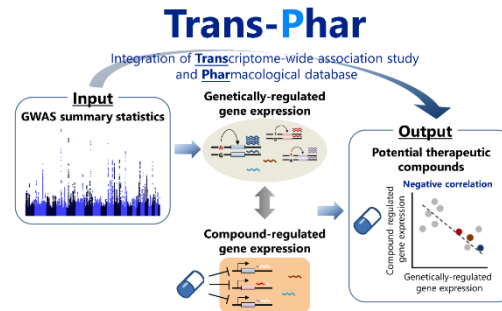 Trans-Phar
Integration of Transcriptome-wide association study
and Pharmacological database
Input
GWAS summary statistics
Genetically-regulated
gene expression
A
G
T
Compound-regulated
gene expression
Output
Potential therapeutic
compounds
Negative correlation
Compound-regulated
gene expression
Genetically-regulated
gene expression